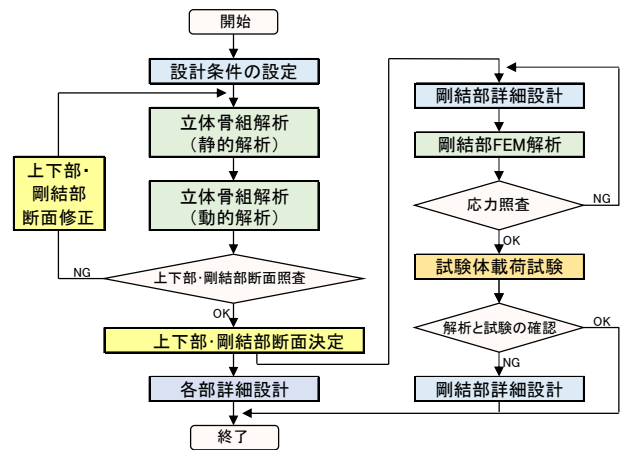 開始
設計条件の設定
立体骨組解析
（静的解析）
上下部・
剛結部
断面修正
立体骨組解析
（動的解析）
NG
上下部・剛結部断面照査
OK
上下部・剛結部断面決定
各部詳細設計
終了
剛結部詳細設計
剛結部FEM解析
応力照査
NG
OK
試験体載荷試験
解析と試験の確認
OK
NG
剛結部詳細設計